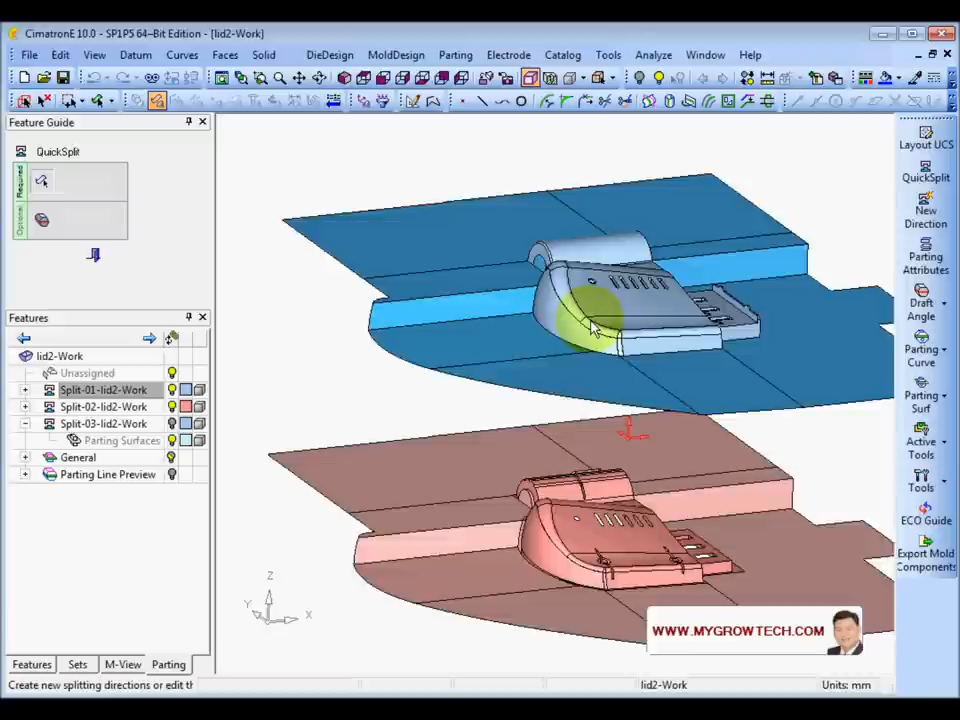 CimatronE 10.0 - SP1P5 64-Bit Edition - [lid2-Work]
File Edit View Datum Curves Faces Solid DieDesign MoldDesign Parting Electrode Catalog Tools Analyze Window Help
Feature Guide
QuickSplit
Required
Optional
Features
lid2-Work
Unassigned
Split-01-lid2-Work
Split-02-lid2-Work
Split-03-lid2-Work
Parting Surfaces
General
Parting Line Preview
Features Sets M-View Parting
Create new splitting directions or edit th
lid2-Work
Units: mm
Z
Y
X
WWW.MYGROWTECH.COM
Layout UCS
QuickSplit
New
Direction
Parting
Attributes
Draft
Angle
Parting
Curve
Parting
Surf
Active
Tools
Tools
ECO Guide
Export Mold
Components